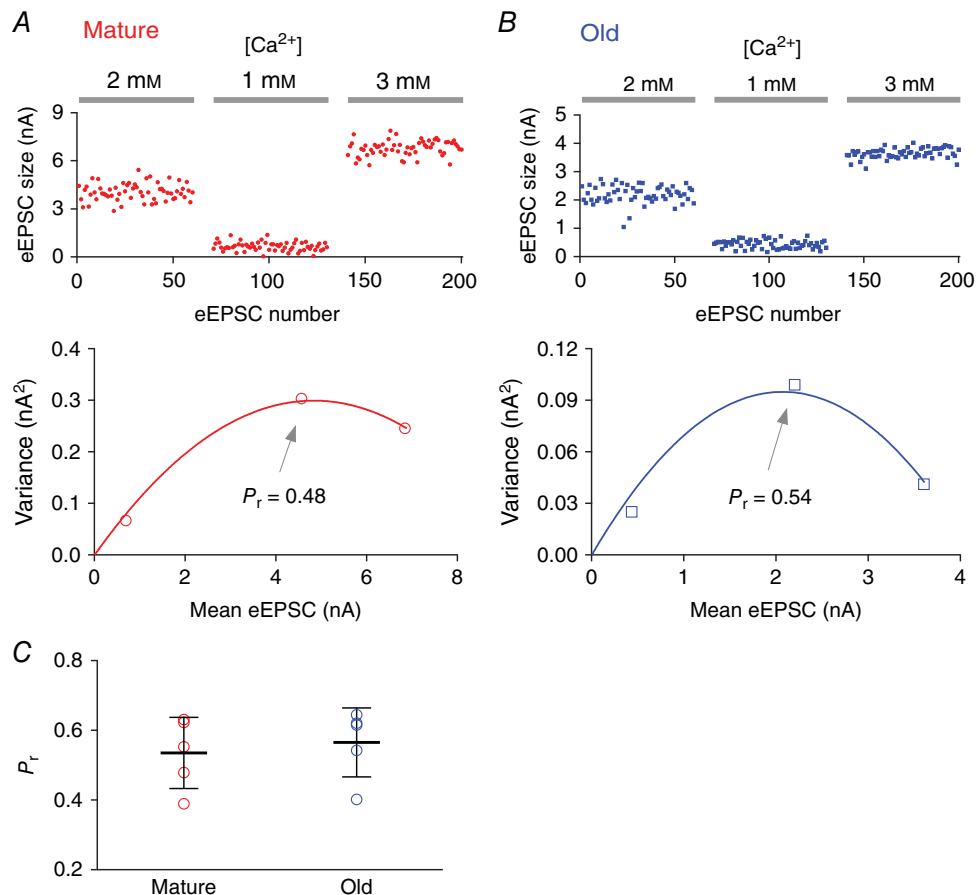 A
Mature
[Ca²⁺]
2 mM 1 mM 3 mM
9
6
3
0
eEPSC size (nA)
0 50 100 150 200
eEPSC number
0.4
0.3
0.2
0.1
0.0
Variance (nA²)
Pr = 0.48
0 2 4 6 8
Mean eEPSC (nA)
B
Old
[Ca²⁺]
2 mM 1 mM 3 mM
5
4
3
2
1
0
eEPSC size (nA)
0 50 100 150 200
eEPSC number
0.12
0.09
0.06
0.03
0.00
Variance (nA²)
Pr = 0.54
0 1 2 3 4
Mean eEPSC (nA)
C
0.8
0.6
0.4
0.2
Pr
Mature Old